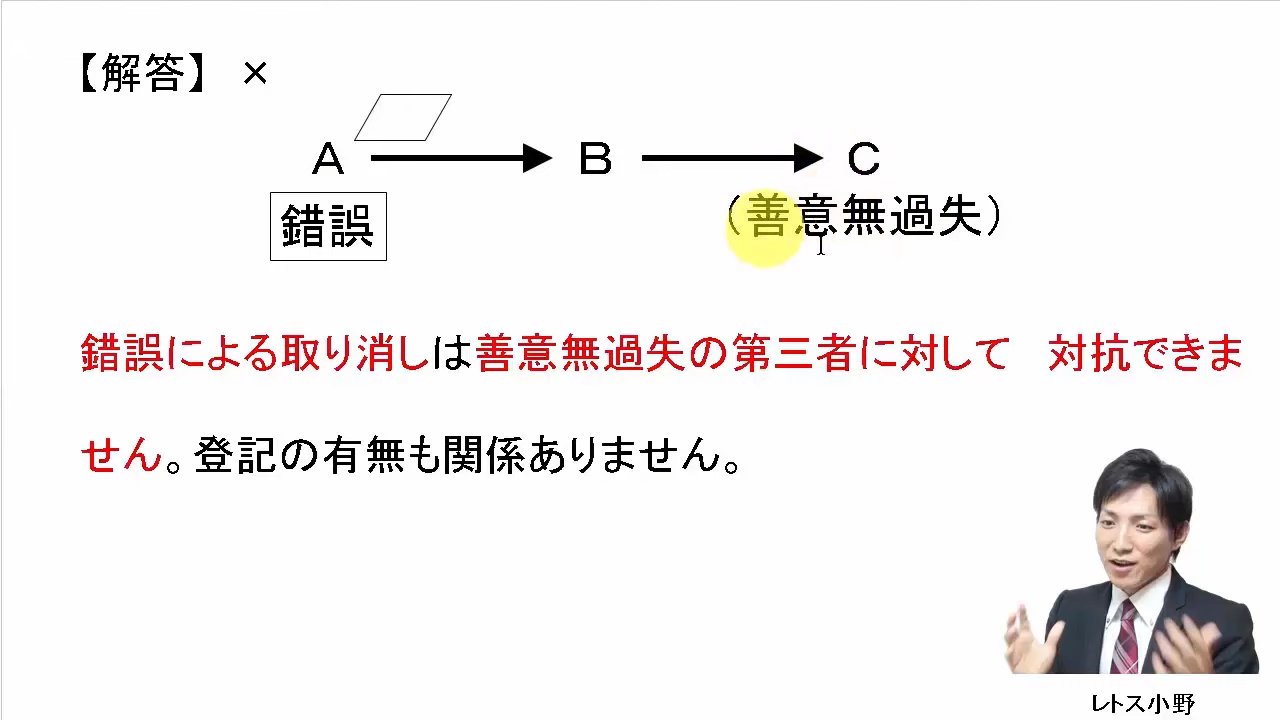 【解答】 ×
A B C
錯誤 (善意無過失)
錯誤による取り消しは善意無過失の第三者に対して 対抗できま
せん。登記の有無も関係ありません。
レトス小野